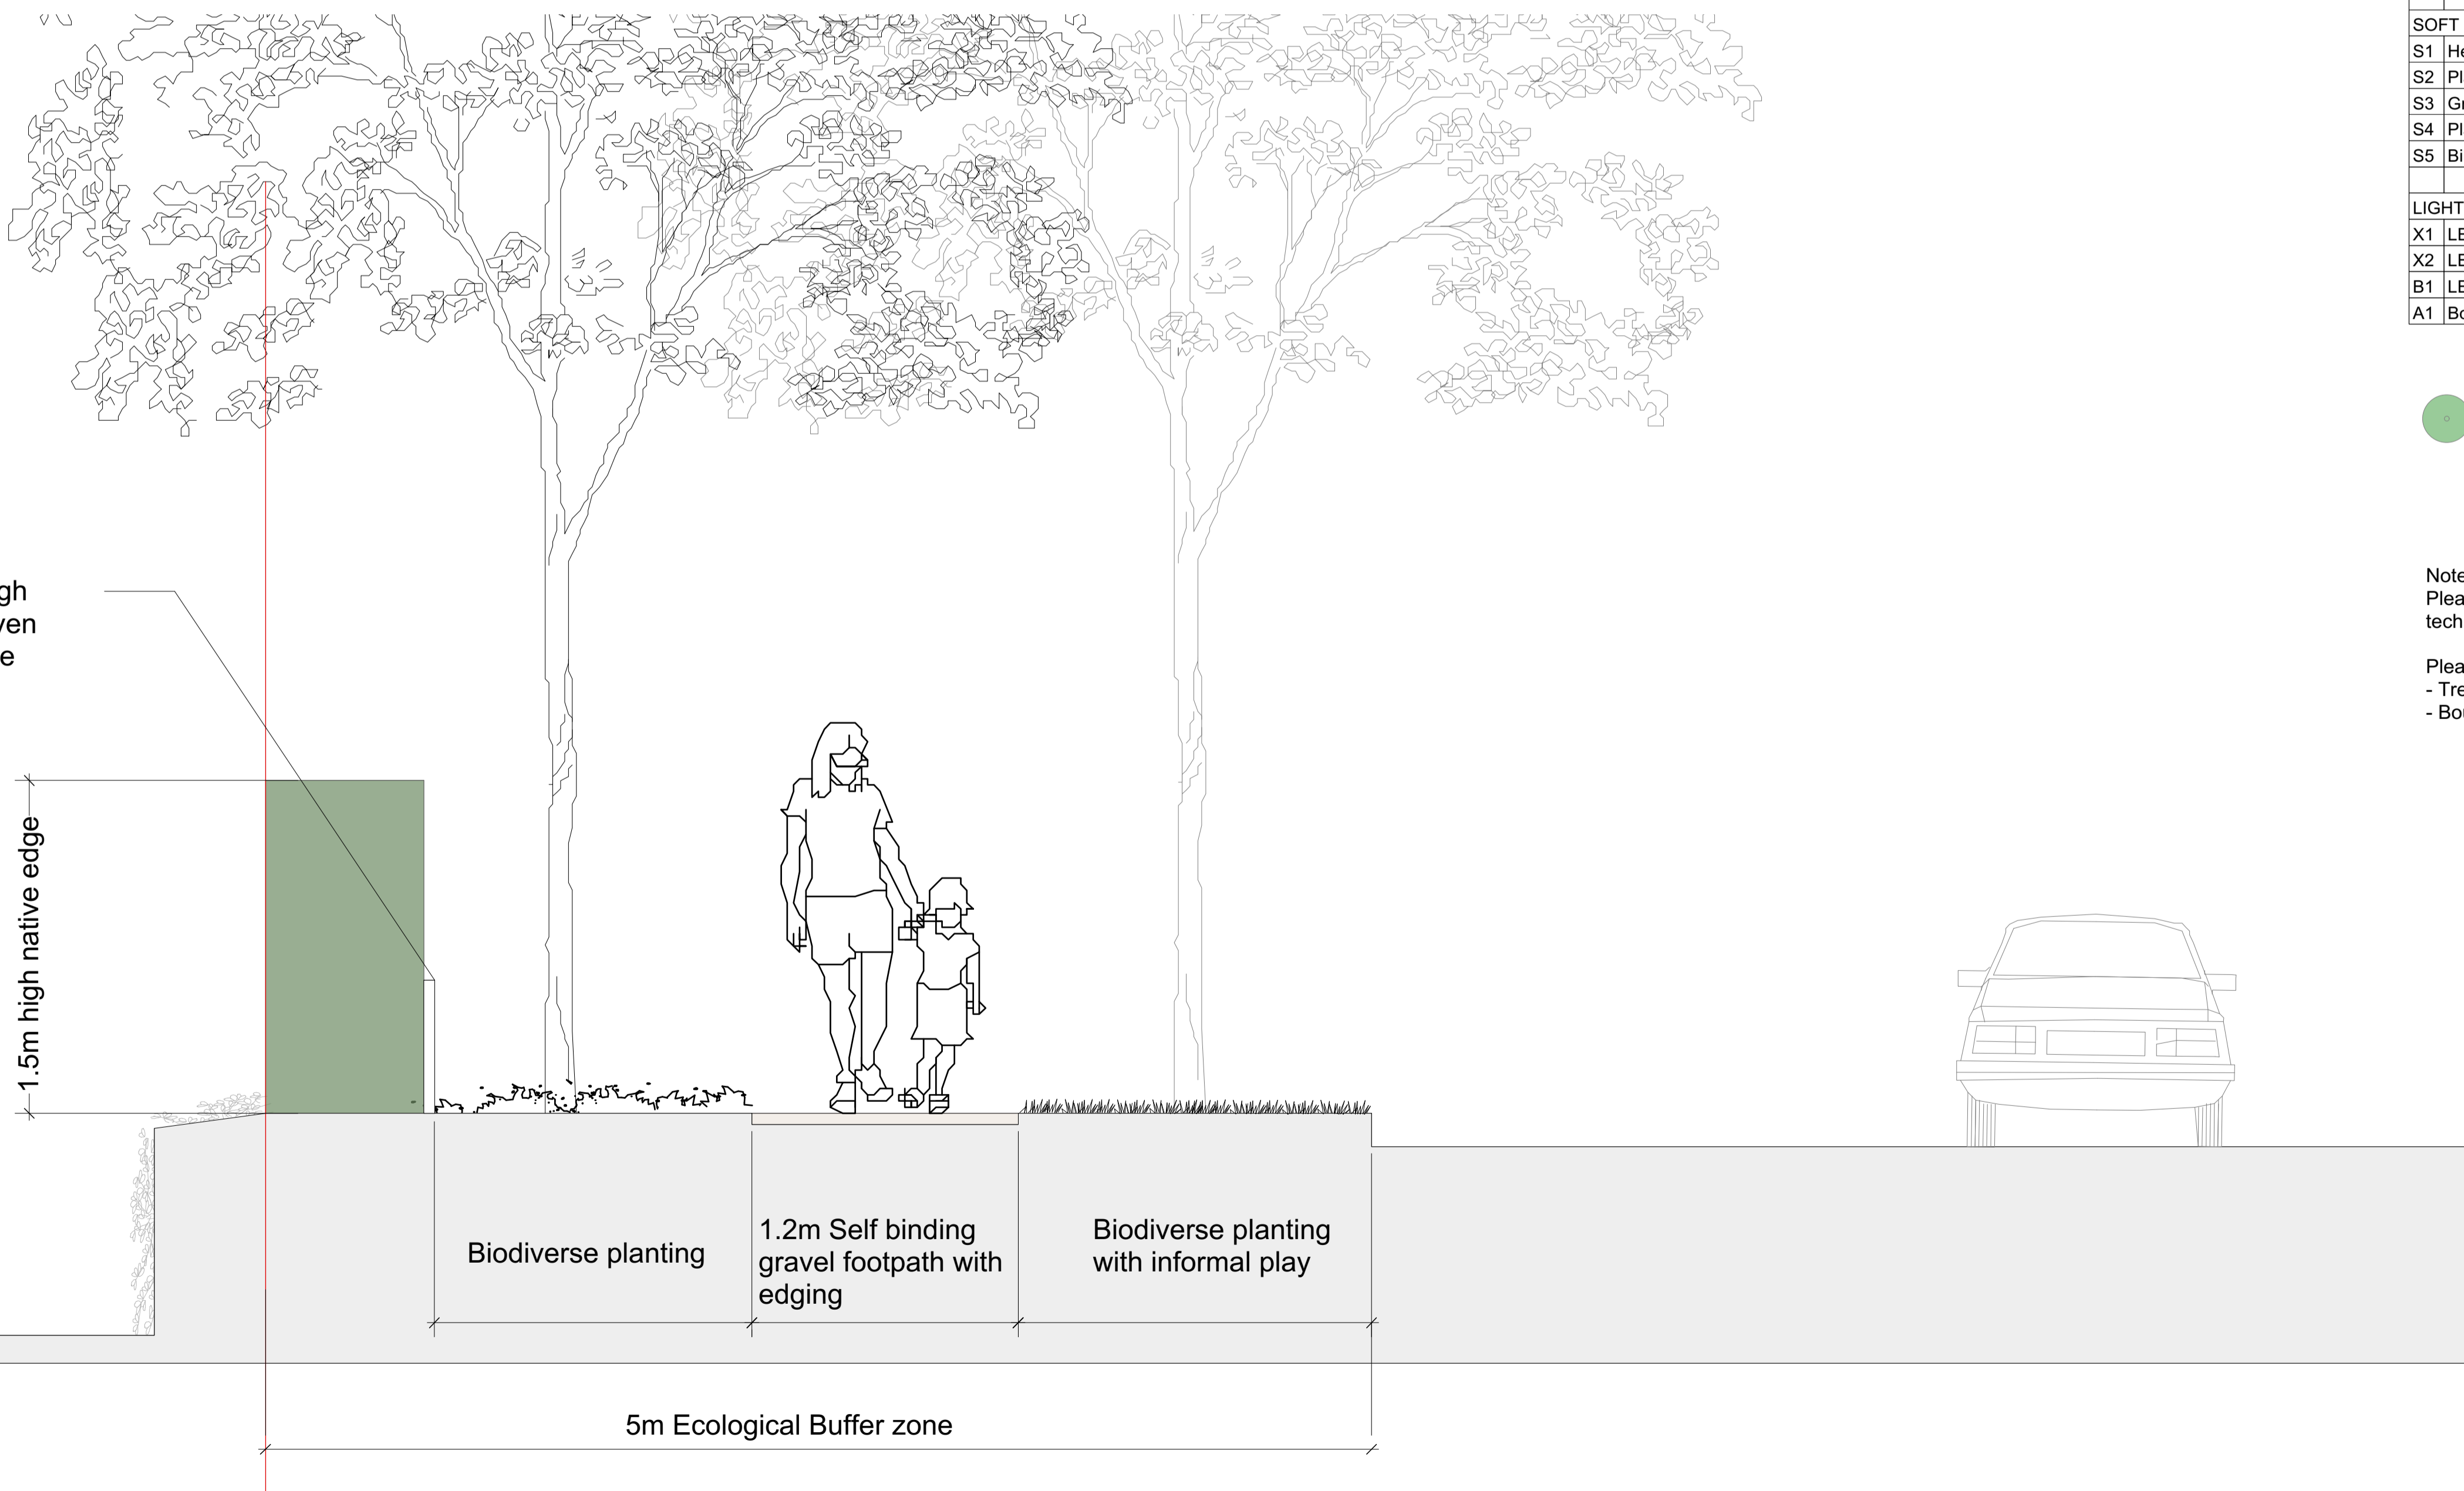 SOFT
S1
S2
S3
S4
S5
LIGHT
X1
X2
B1
A1
1.5m high native edge
Biodiverse planting
1.2m Self binding
gravel footpath with
edging
Biodiverse planting
with informal play
5m Ecological Buffer zone